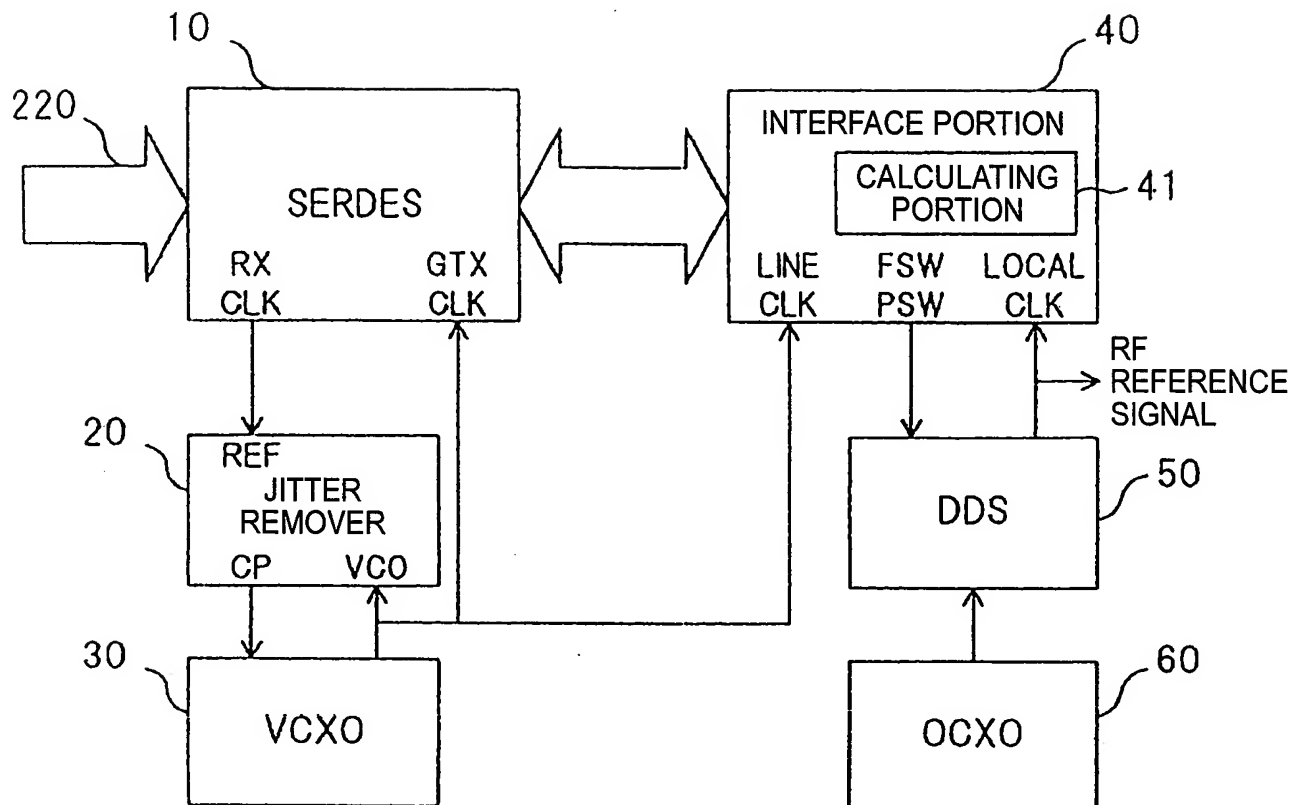 10
40
220
INTERFACE PORTION
CALCULATING
PORTION
41
SERDES
RX
CLK
GTX
CLK
LINE
CLK
FSW
PSW
LOCAL
CLK
RF
REFERENCE
SIGNAL
20
REF
JITTER
REMOVER
CP
VCO
50
DDS
30
VCXO
60
OCXO